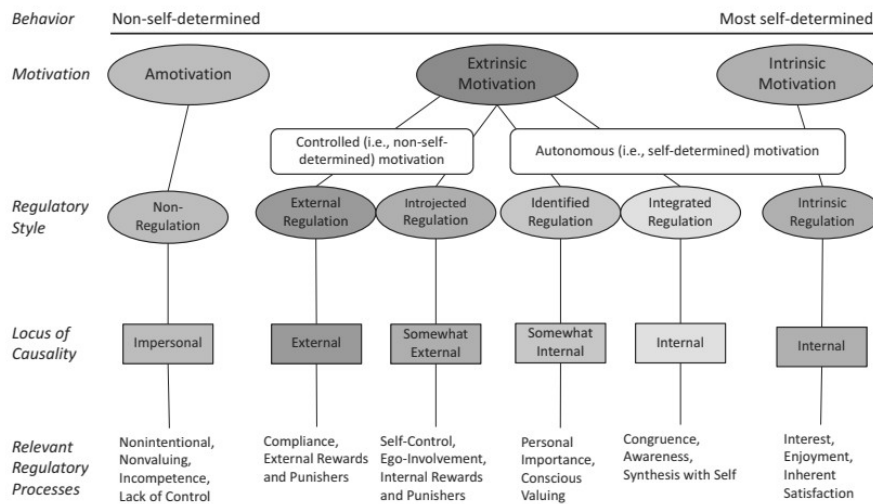 Behavior
Non-self-determined
Most self-determined
Motivation
Amotivation
Extrinsic
Motivation
Intrinsic
Motivation
Controlled (i.e., non-self-
determined) motivation
Autonomous (i.e., self-determined) motivation
Regulatory
Style
Non-
Regulation
External
Regulation
Introjected
Regulation
Identified
Regulation
Integrated
Regulation
Intrinsic
Regulation
Locus of
Causality
Impersonal
External
Somewhat
External
Somewhat
Internal
Internal
Internal
Relevant
Regulatory
Processes
Nonintentional,
Nonvaluing,
Incompetence,
Lack of Control
Compliance,
External Rewards
and Punishers
Self-Control,
Ego-Involvement,
Internal Rewards
and Punishers
Personal
Importance,
Conscious
Valuing
Congruence,
Awareness,
Synthesis with Self
Interest,
Enjoyment,
Inherent
Satisfaction